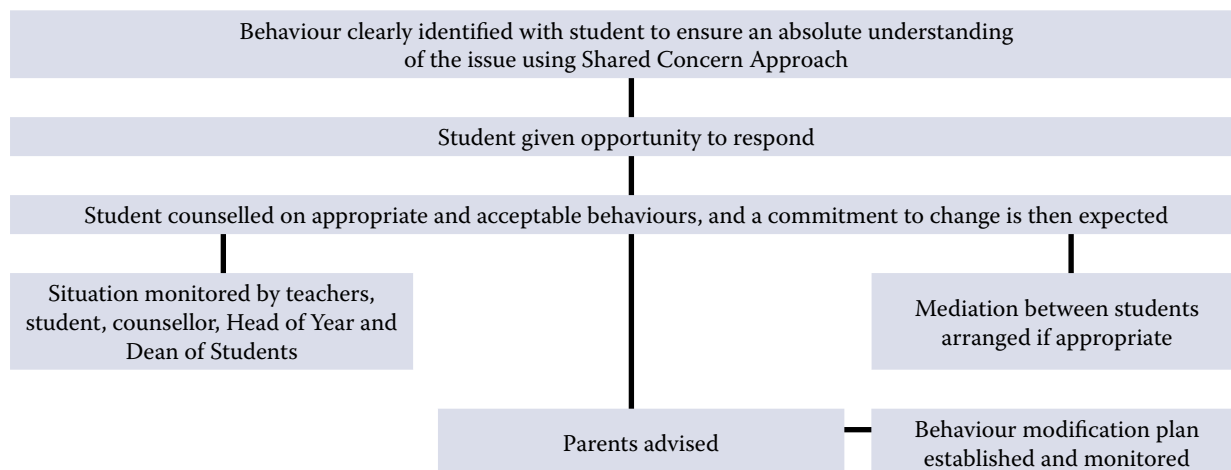 Behaviour clearly identified with student to ensure an absolute understanding
of the issue using Shared Concern Approach
Student given opportunity to respond
Student counselled on appropriate and acceptable behaviours, and a commitment to change is then expected
Situation monitored by teachers,
student, counsellor, Head of Year and
Dean of Students
Mediation between students
arranged if appropriate
Parents advised
Behaviour modification plan
established and monitored